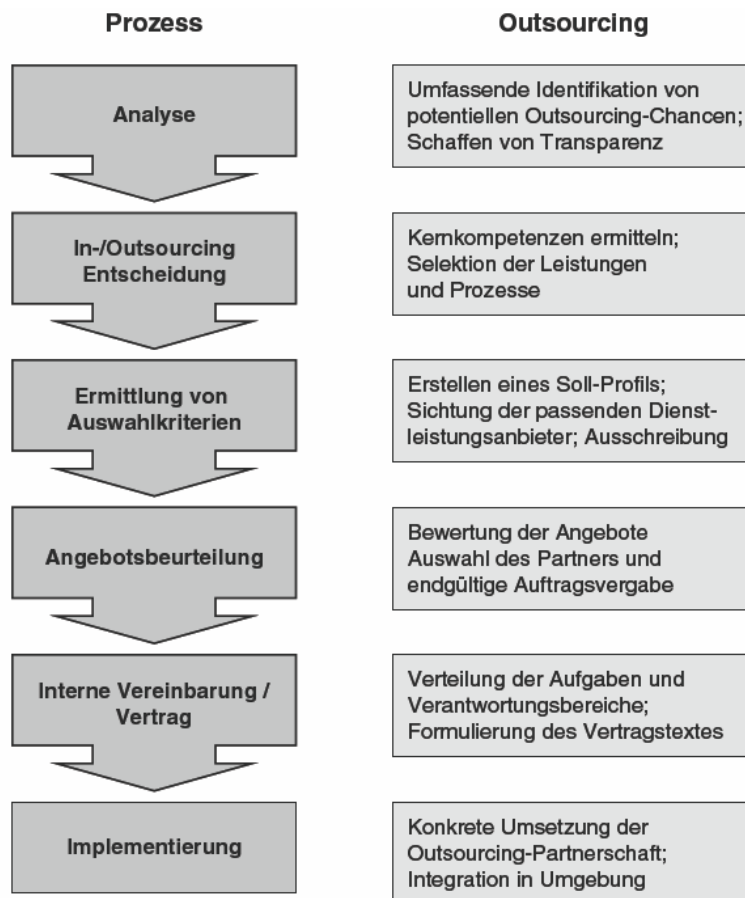 Prozess
Outsourcing
Analyse
Umfassende Identifikation von
potentiellen Outsourcing-Chancen;
Schaffen von Transparenz
In-/Outsourcing
Entscheidung
Kernkompetenzen ermitteln;
Selektion der Leistungen
und Prozesse
Ermittlung von
Auswahlkriterien
Erstellen eines Soll-Profils;
Sichtung der passenden Dienst-
leistungsanbieter; Ausschreibung
Angebotsbeurteilung
Bewertung der Angebote
Auswahl des Partners und
endgültige Auftragsvergabe
Interne Vereinbarung /
Vertrag
Verteilung der Aufgaben und
Verantwortungsbereiche;
Formulierung des Vertragstextes
Implementierung
Konkrete Umsetzung der
Outsourcing-Partnerschaft;
Integration in Umgebung